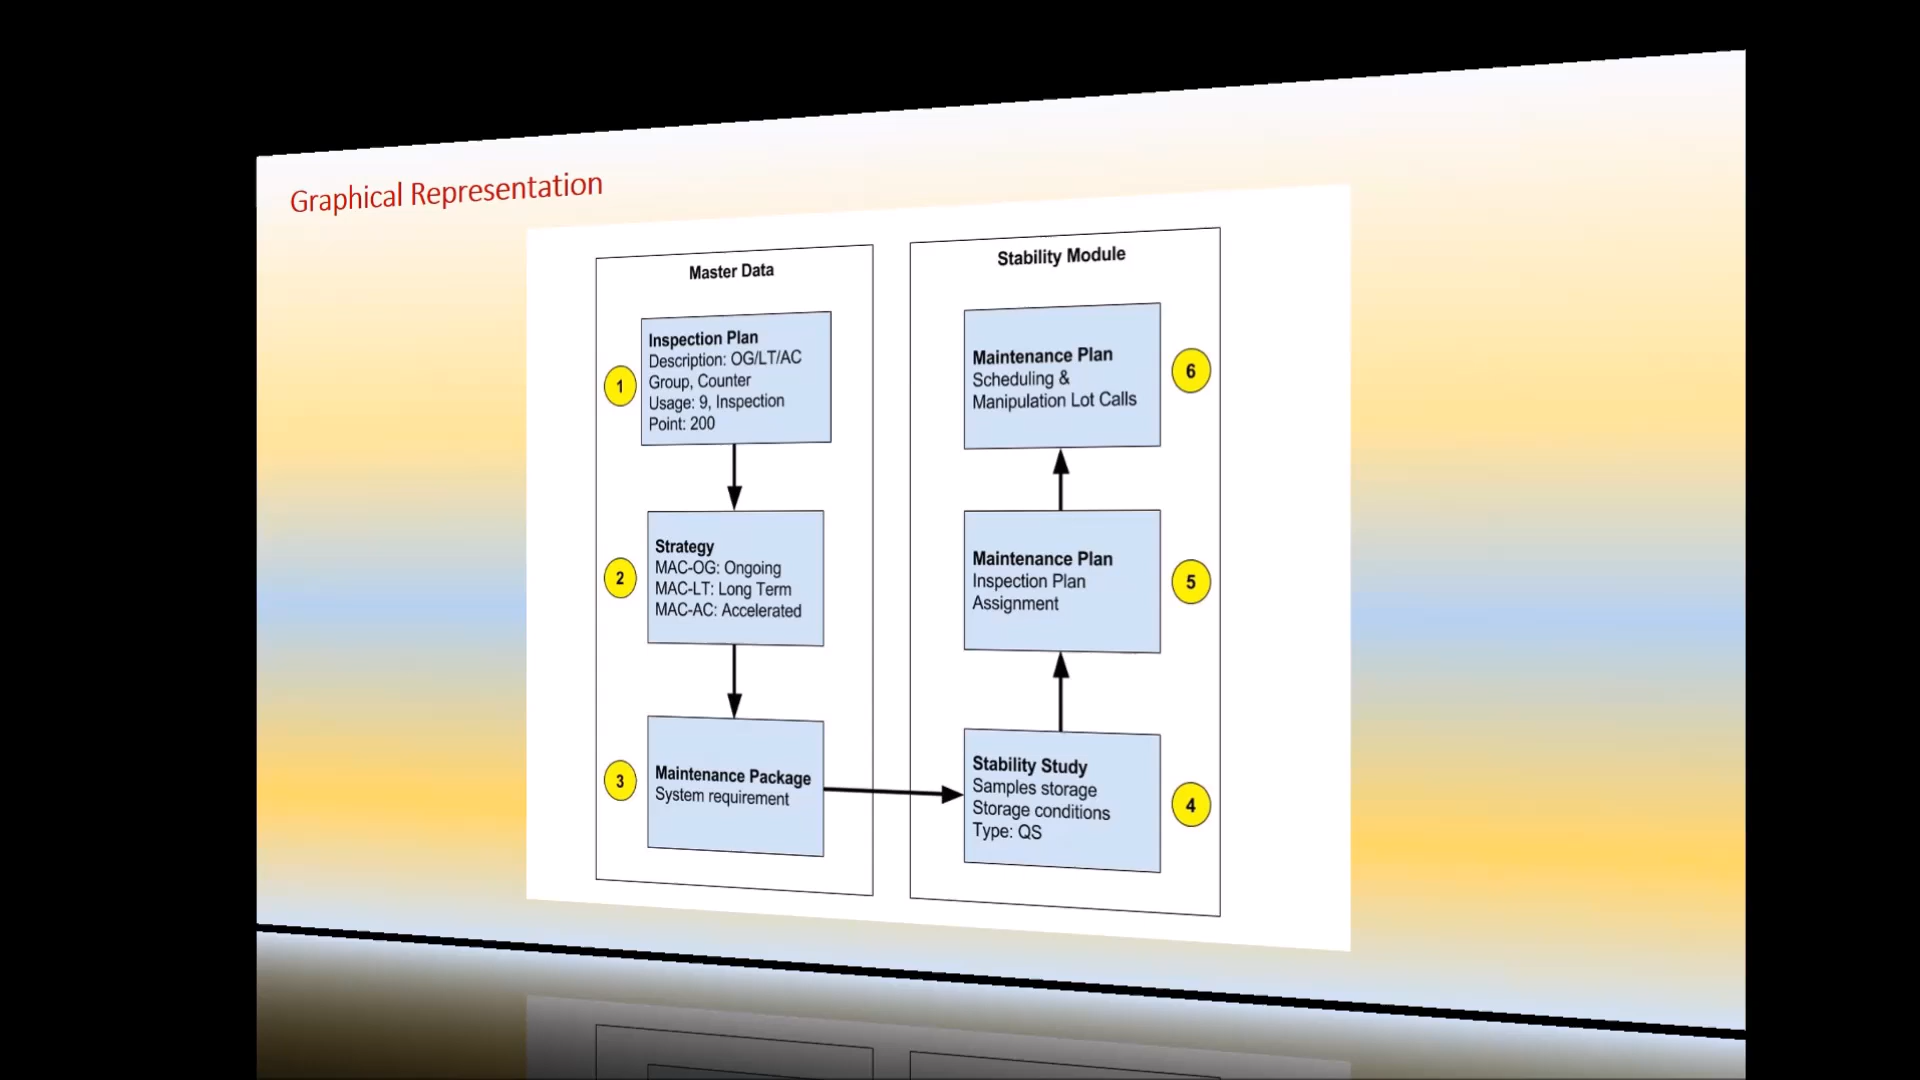 Graphical Representation
Master Data
1
Inspection Plan
Description: OG/LT/AC
Group, Counter
Usage: 9, Inspection
Point: 200
2
Strategy
MAC-OG: Ongoing
MAC-LT: Long Term
MAC-AC: Accelerated
3
Maintenance Package
System requirement
Stability Module
Maintenance Plan
Scheduling &
Manipulation Lot Calls
6
Maintenance Plan
Inspection Plan
Assignment
5
Stability Study
Samples storage
Storage conditions
Type: QS
4